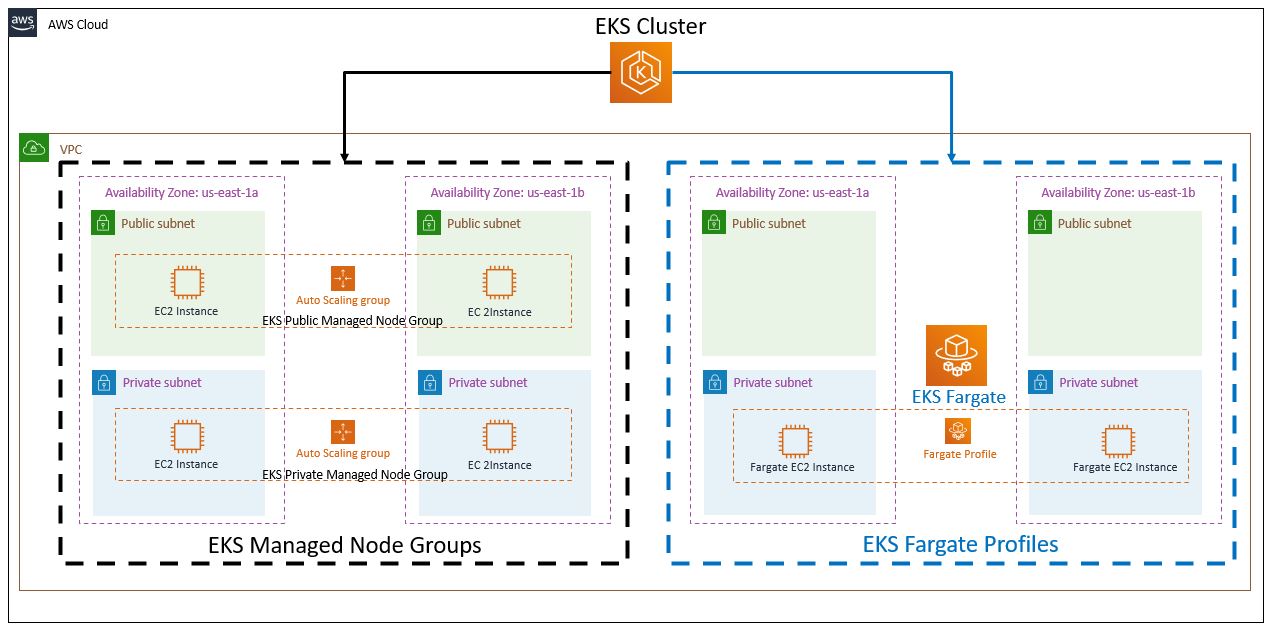 aws
AWS Cloud
EKS Cluster
K
VPC
Availability Zone: us-east-1a
Availability Zone: us-east-1b
Public subnet
Public subnet
EC2 Instance
Auto Scaling group
EC 2Instance
EKS Public Managed Node Group
Private subnet
Private subnet
EC2 Instance
Auto Scaling group
EC 2Instance
EKS Private Managed Node Group
EKS Managed Node Groups
Availability Zone: us-east-1a
Availability Zone: us-east-1b
Public subnet
Public subnet
EKS Fargate
Private subnet
Private subnet
Fargate EC2 Instance
Fargate Profile
Fargate EC2 Instance
EKS Fargate Profiles